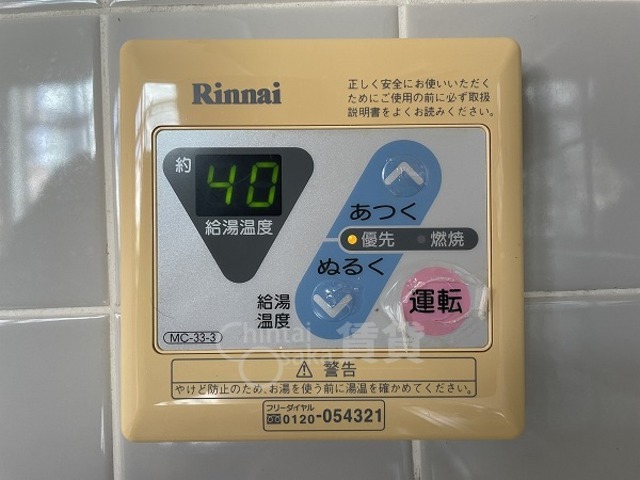 Rinnai
正しく安全にお使いいただく
ためにご使用の前に必ず取扱
説明書をよくお読みください。
約 40
給湯温度
あつく
優先 燃焼
ぬるく
給湯
温度
運転
MC-33-3
Chintai
Osaka 賃貸
警告
やけど防止のため、お湯を使う前に湯温を確かめてください。
フリーダイヤル
0120-054321